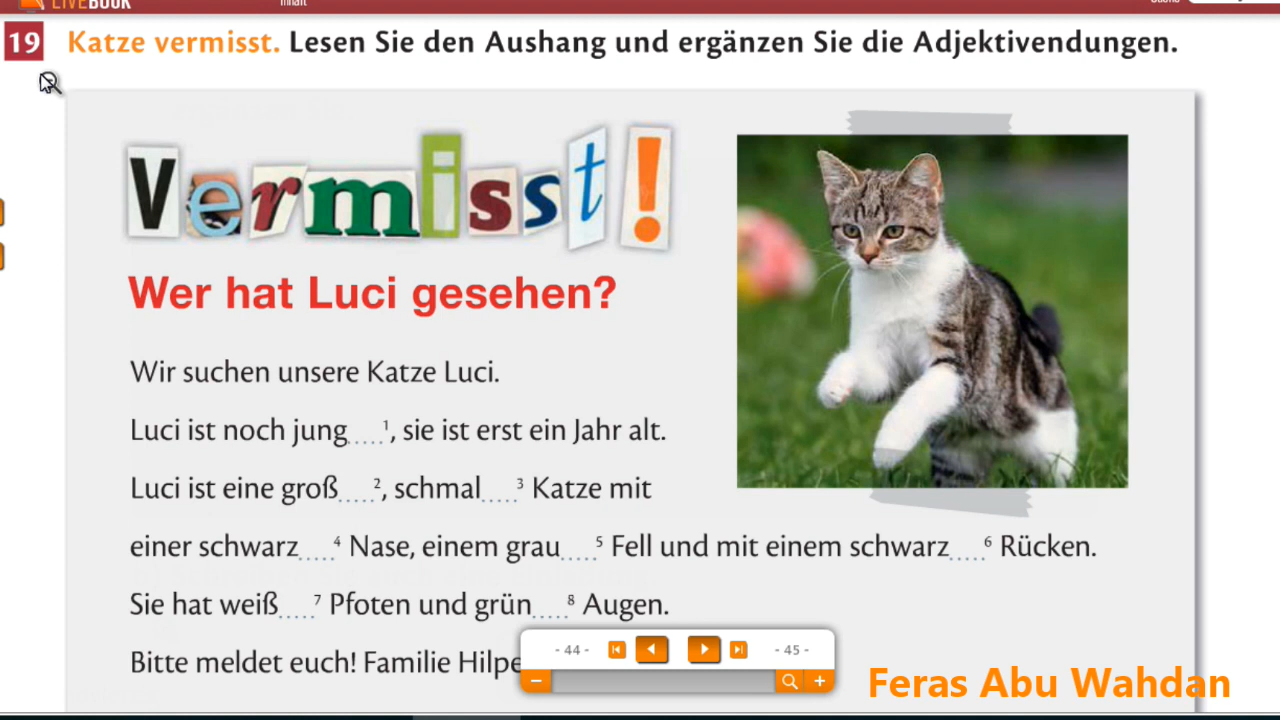 LIVEBOOK
Inhalt
19 Katze vermisst. Lesen Sie den Aushang und ergänzen Sie die Adjektivendungen.
Vermisst!
Wer hat Luci gesehen?
Wir suchen unsere Katze Luci.
Luci ist noch jung.....¹, sie ist erst ein Jahr alt.
Luci ist eine groß.....², schmal.....³ Katze mit
einer schwarz.....⁴ Nase, einem grau.....⁵ Fell und mit einem schwarz.....⁶ Rücken.
Sie hat weiß.....⁷ Pfoten und grün.....⁸ Augen.
Bitte meldet euch! Familie Hilpe
- 44 - - 45 -
Feras Abu Wahdan